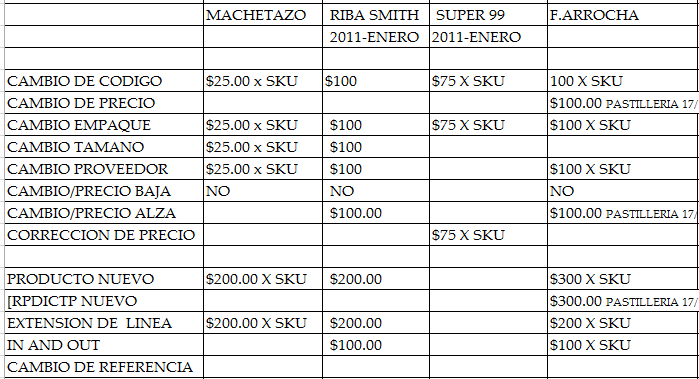 MACHETAZO RIBA SMITH SUPER 99 F.ARROCHA
2011-ENERO 2011-ENERO
CAMBIO DE CODIGO $25.00 x SKU $100 $75 X SKU 100 X SKU
CAMBIO DE PRECIO $100.00 PASTILLERIA 17/
CAMBIO EMPAQUE $25.00 x SKU $100 $75 X SKU $100 X SKU
CAMBIO TAMANO $25.00 x SKU $100
CAMBIO PROVEEDOR $25.00 x SKU $100 $100 X SKU
CAMBIO/PRECIO BAJA NO NO NO
CAMBIO/PRECIO ALZA $100.00 $100.00 PASTILLERIA 17/
CORRECCION DE PRECIO $75 X SKU
PRODUCTO NUEVO $200.00 X SKU $200.00 $300 X SKU
[RPDICTP NUEVO $300.00 PASTILLERIA 17/
EXTENSION DE LINEA $200.00 X SKU $200.00 $200 X SKU
IN AND OUT $100.00 $100 X SKU
CAMBIO DE REFERENCIA